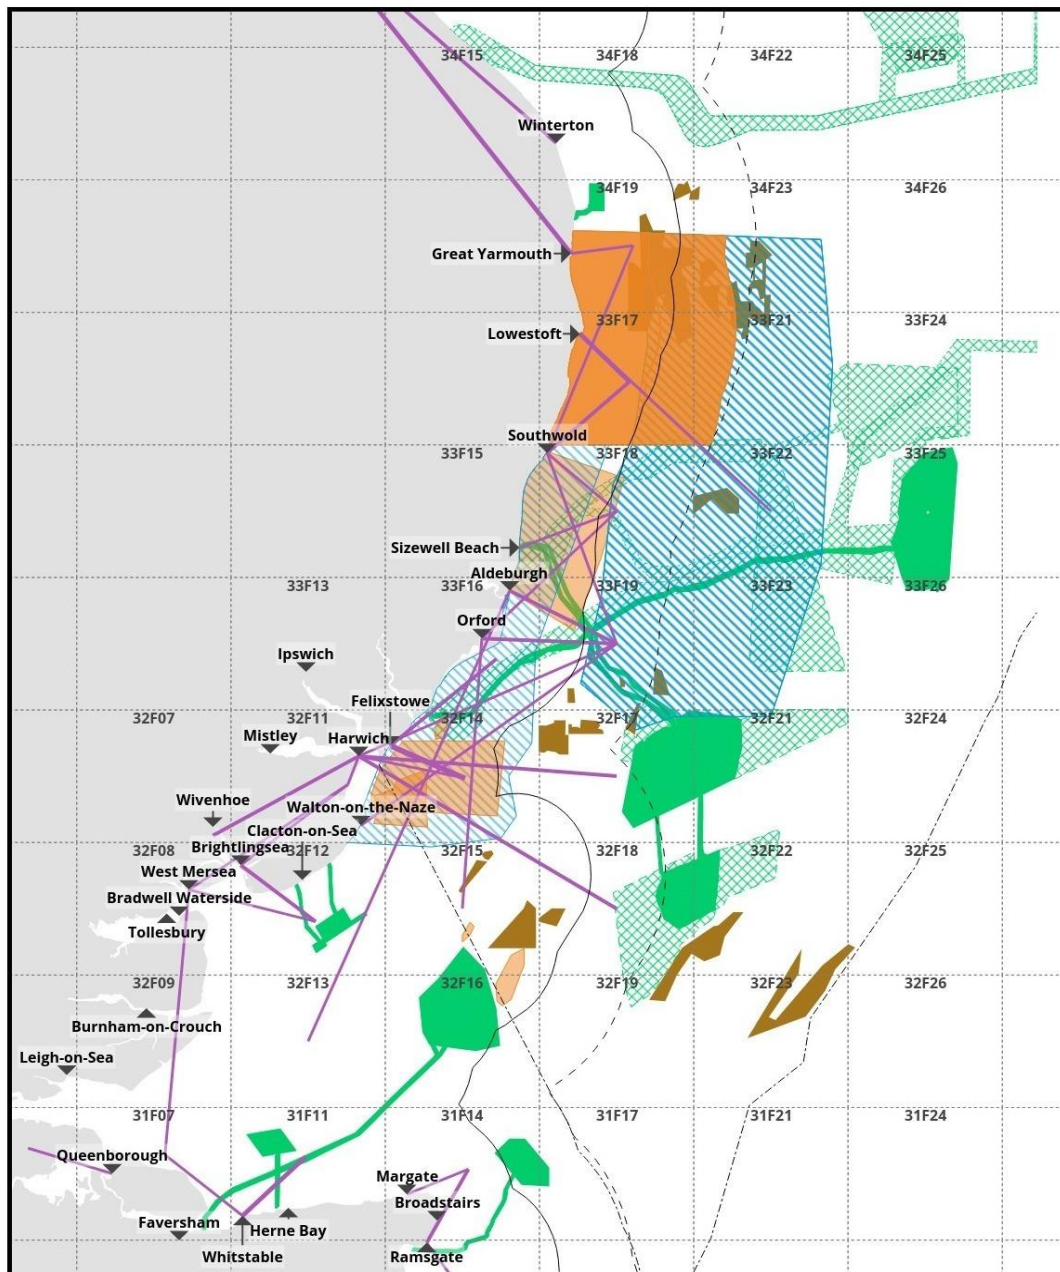 34F15 34F18 34F22 34F25
Winterton
34F19 34F23 34F26
Great Yarmouth
33F17 33F21 33F24
Lowestoft
Southwold
33F15 33F18 33F22 33F25
Sizewell Beach
Aldeburgh
33F13 33F16 33F19 33F23 33F26
Orford
Ipswich
Felixstowe
32F07 32F11 32F14 32F17 32F21 32F24
Mistley Harwich
Wivenhoe
Walton-on-the-Naze
Clacton-on-Sea
Brightlingsea
32F08 32F12 32F15 32F18 32F22 32F25
West Mersea
Bradwell Waterside
Tollesbury
32F09 32F13 32F16 32F19 32F23 32F26
Burnham-on-Crouch
Leigh-on-Sea
31F07 31F11 31F14 31F17 31F21 31F24
Queenborough
Margate
Broadstairs
Faversham
Herne Bay
Whitstable
Ramsgate